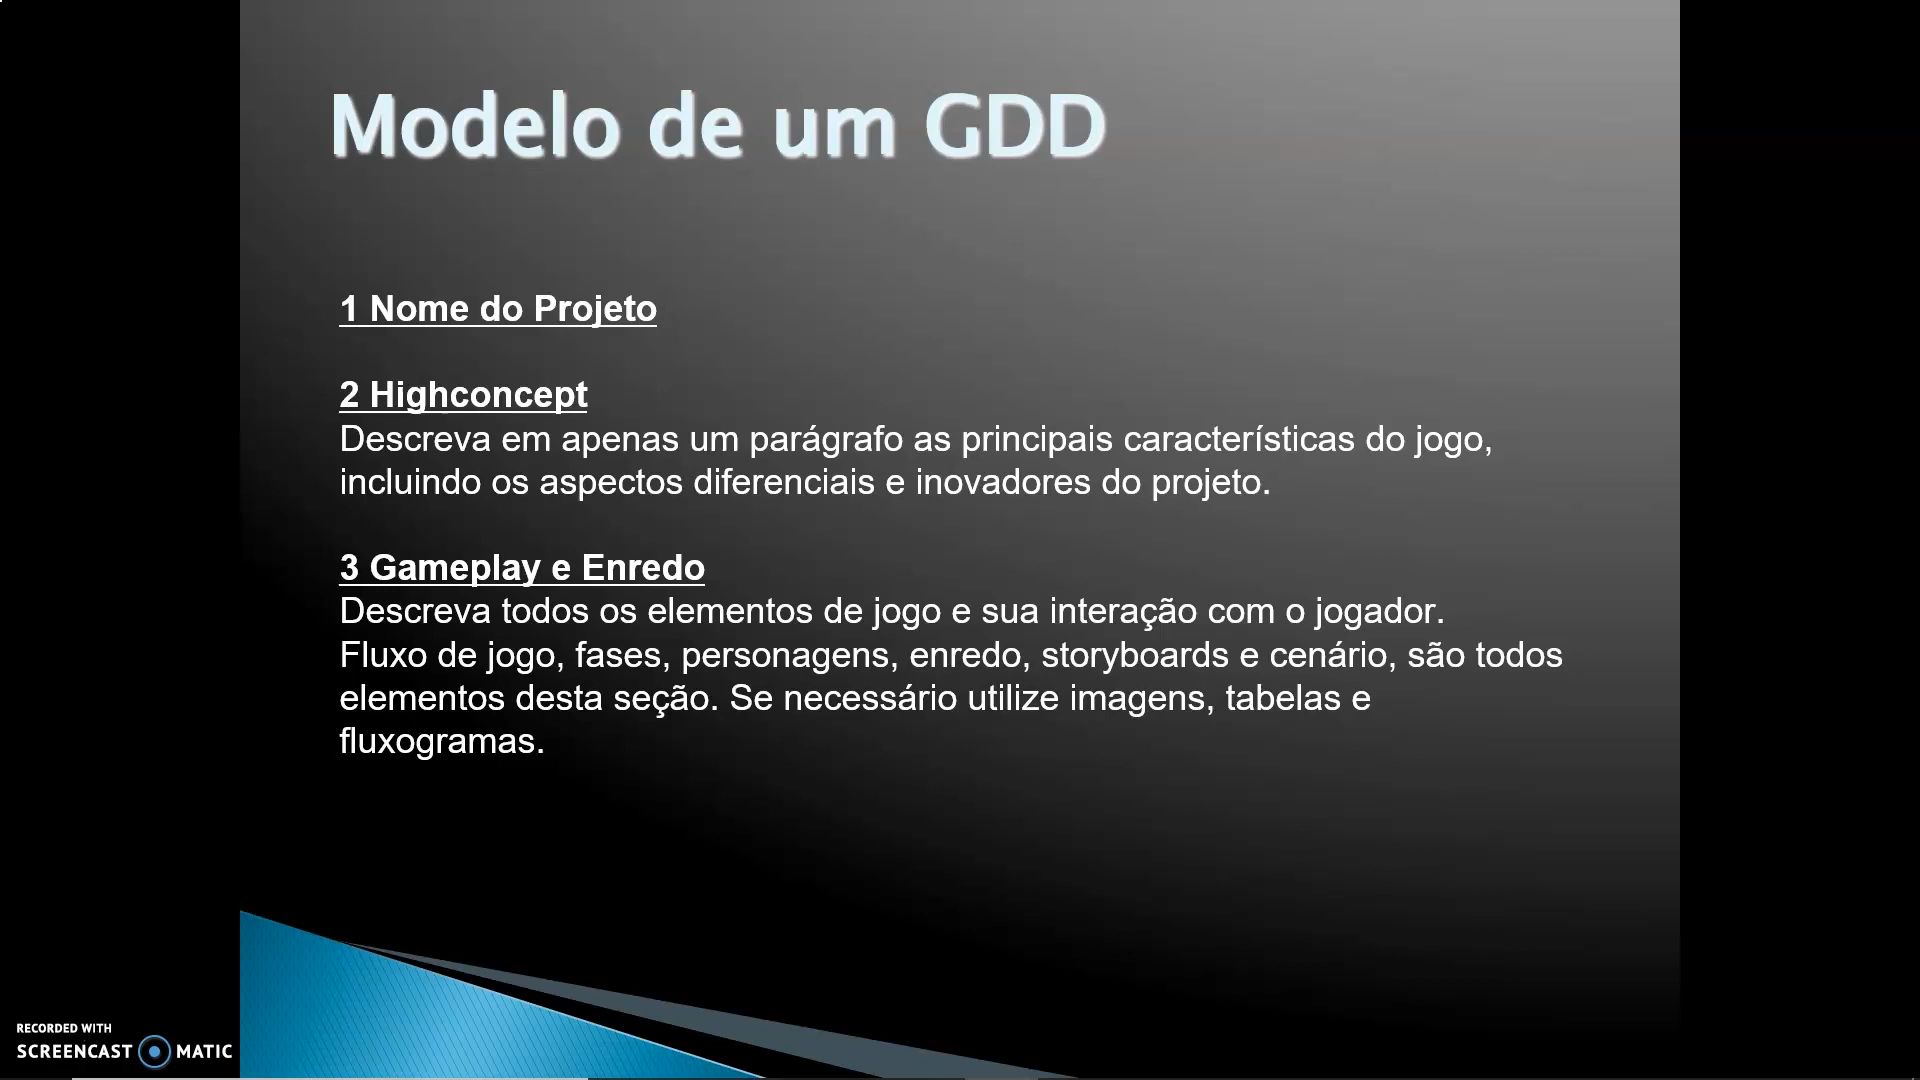 Modelo de um GDD
1 Nome do Projeto
2 Highconcept
Descreva em apenas um parágrafo as principais características do jogo,
incluindo os aspectos diferenciais e inovadores do projeto.
3 Gameplay e Enredo
Descreva todos os elementos de jogo e sua interação com o jogador.
Fluxo de jogo, fases, personagens, enredo, storyboards e cenário, são todos
elementos desta seção. Se necessário utilize imagens, tabelas e
fluxogramas.
RECORDED WITH
SCREENCAST MATIC